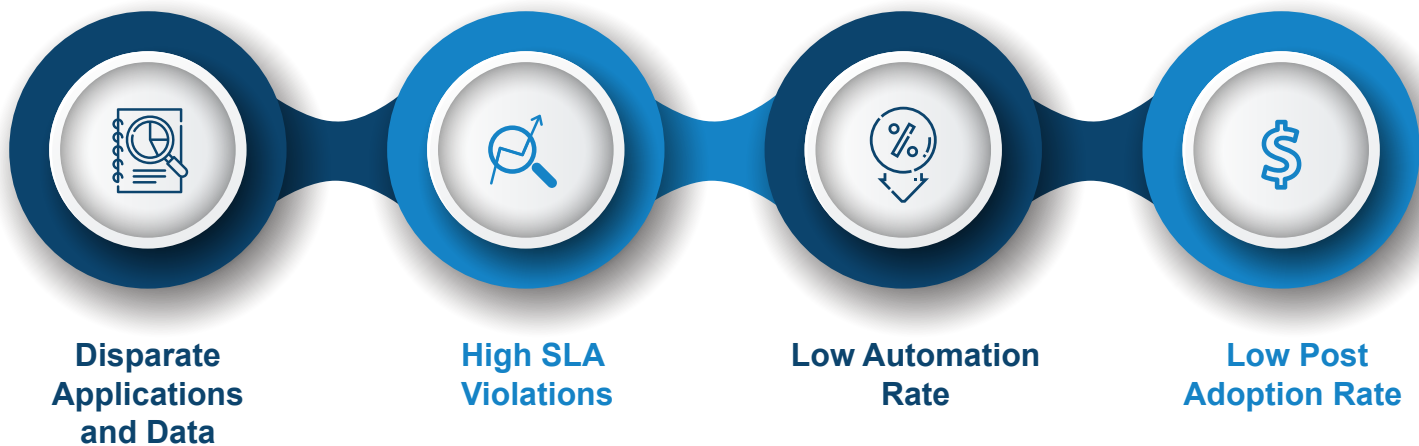 Disparate
Applications
and Data
High SLA
Violations
Low Automation
Rate
Low Post
Adoption Rate